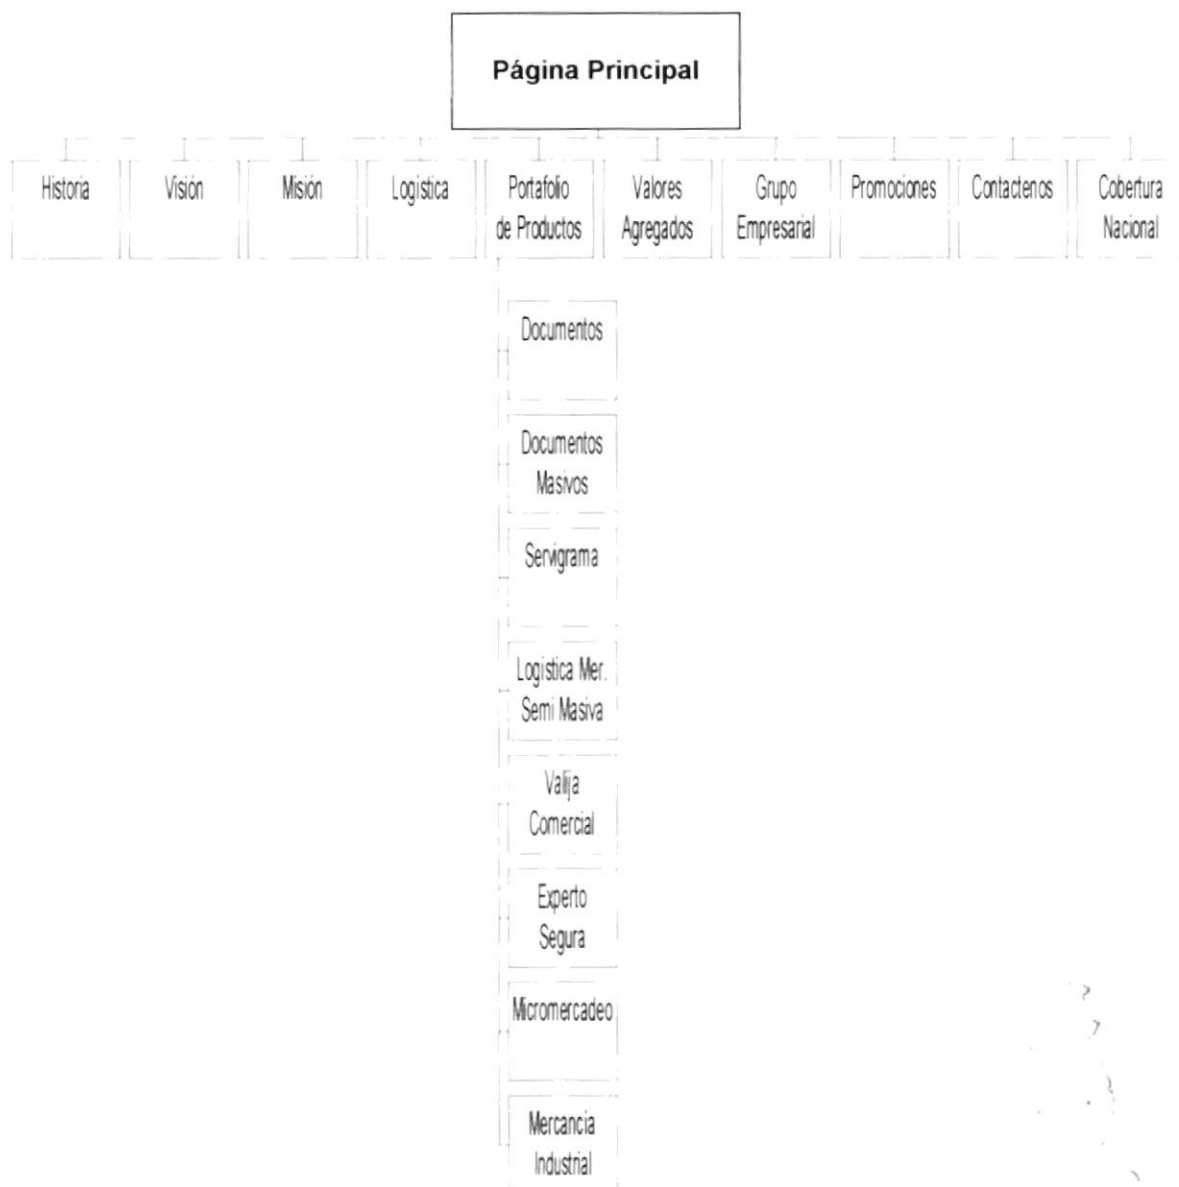 Página Principal
Historia
Visión
Misión
Logística
Portafolio
de Productos
Valores
Agregados
Grupo
Empresarial
Promociones
Contactenos
Cobertura
Nacional
Documentos
Documentos
Masivos
Servigrama
Logística Mer.
Semi Masiva
Valija
Comercial
Experto
Segura
Micromercadeo
Mercancia
Industrial